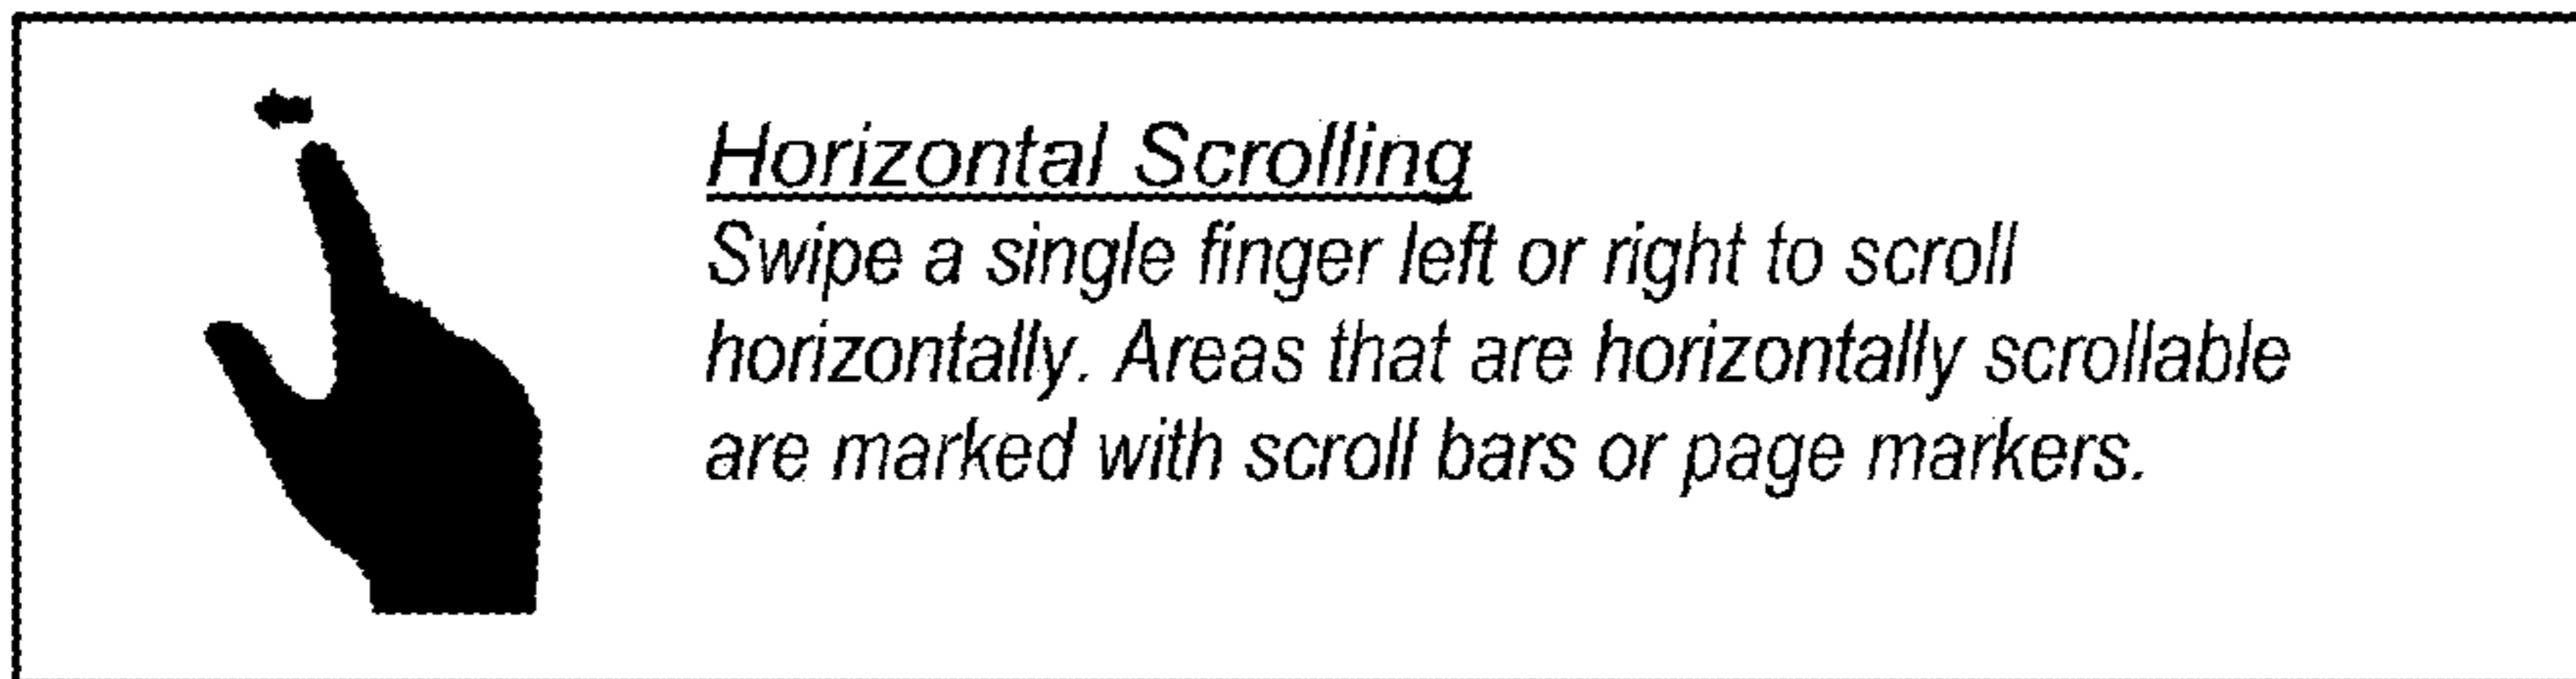 Horizontal Scrolling
Swipe a single finger left or right to scroll
horizontally. Areas that are horizontally scrollable
are marked with scroll bars or page markers.